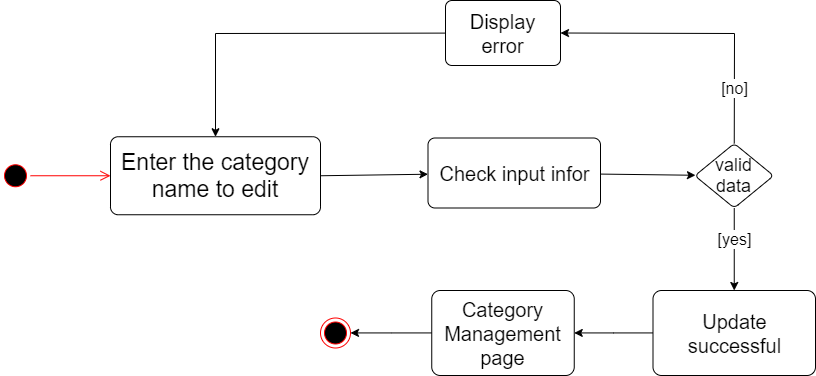 Display
error
[no]
Enter the category
name to edit
Check input infor
valid
data
[yes]
Category
Management
page
Update
successful